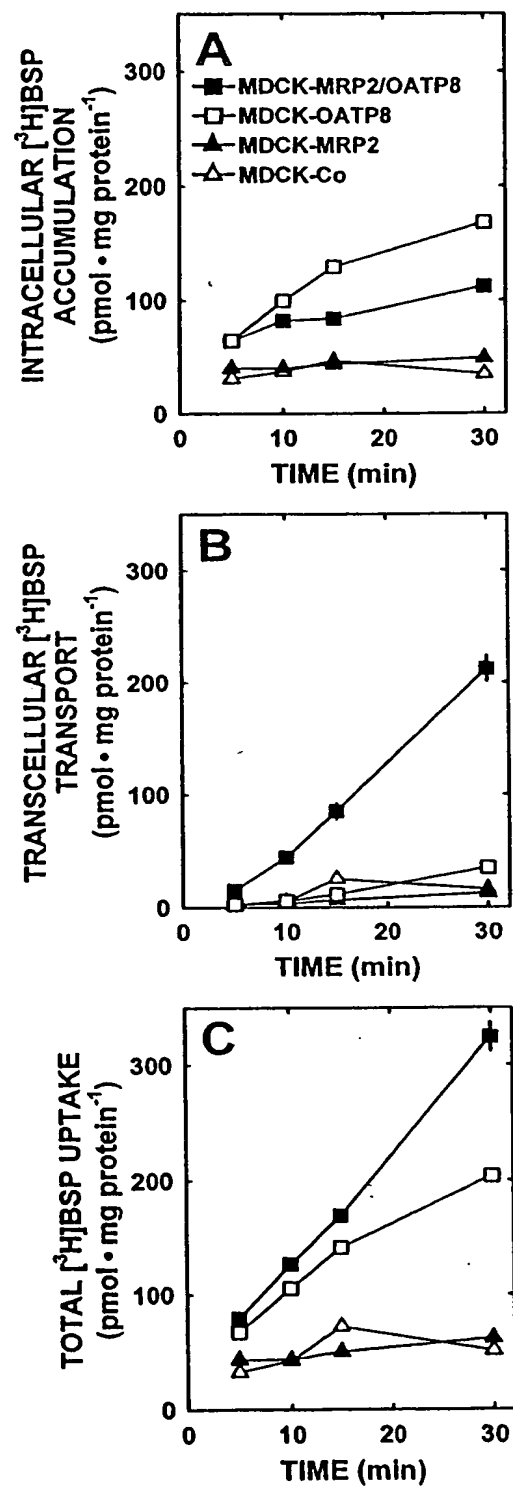 A
INTRACELLULAR [³H]BSP
ACCUMULATION
(pmol • mg protein⁻¹)
300
200
100
0
MDCK-MRP2/OATP8
MDCK-OATP8
MDCK-MRP2
MDCK-Co
0 10 20 30
TIME (min)
B
TRANSCELLULAR [³H]BSP
TRANSPORT
(pmol • mg protein⁻¹)
300
200
100
0
0 10 20 30
TIME (min)
C
TOTAL [³H]BSP UPTAKE
(pmol • mg protein⁻¹)
300
200
100
0
0 10 20 30
TIME (min)